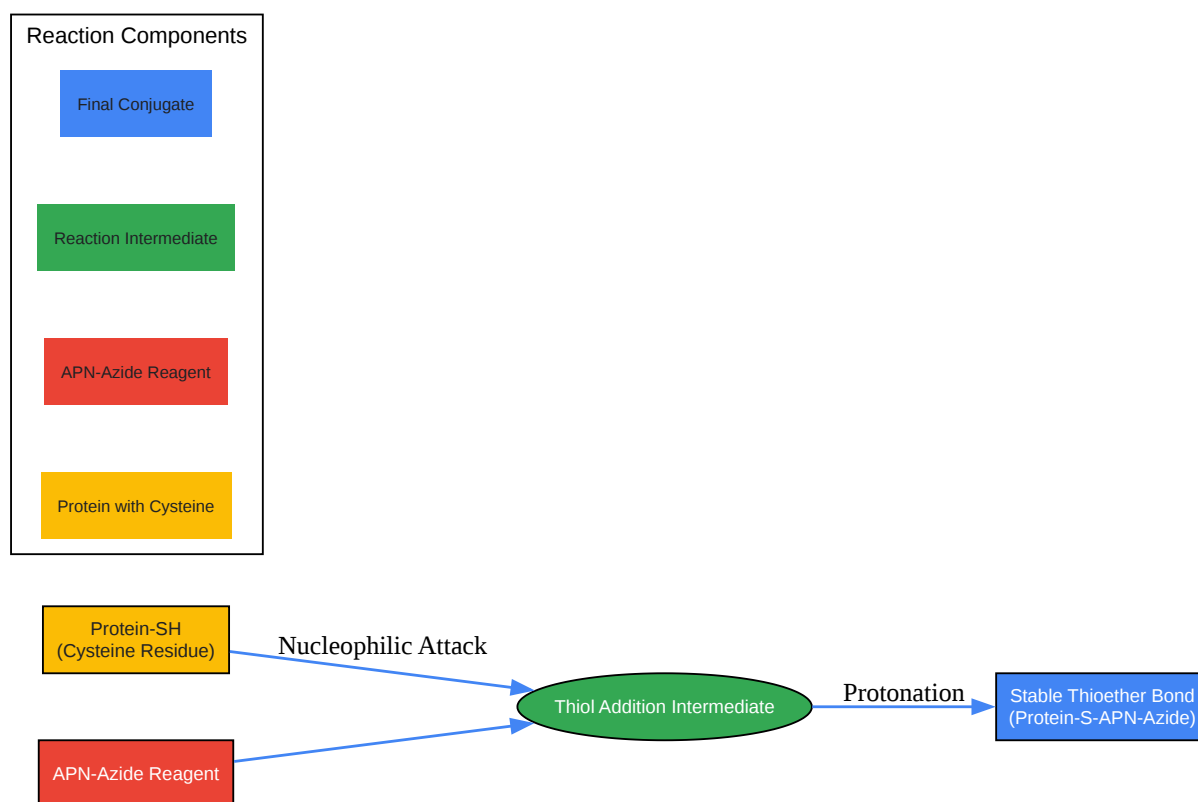 Reaction Components
Final Conjugate
Reaction Intermediate
APN-Azide Reagent
Protein with Cysteine
Protein-SH
(Cysteine Residue)
Nucleophilic Attack
Thiol Addition Intermediate
Protonation
Stable Thioether Bond
(Protein-S-APN-Azide)
APN-Azide Reagent